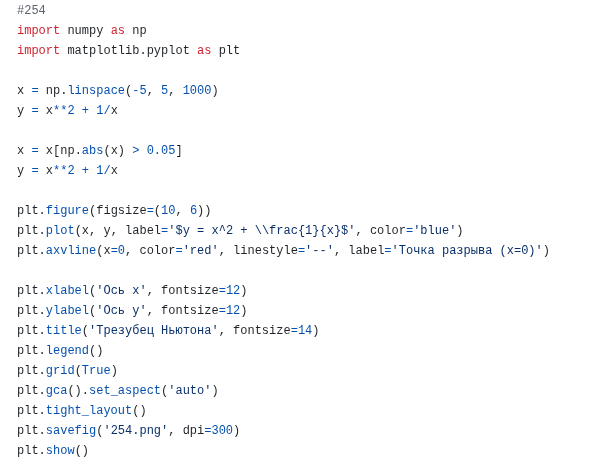 #254
import numpy as np
import matplotlib.pyplot as plt
x = np.linspace(-5, 5, 1000)
y = x**2 + 1/x
x = x[np.abs(x) > 0.05]
y = x**2 + 1/x
plt.figure(figsize=(10, 6))
plt.plot(x, y, label='$y = x^2 + \\frac{1}{x}$', color='blue')
plt.axvline(x=0, color='red', linestyle='--', label='Точка разрыва (x=0)')
plt.xlabel('Ось x', fontsize=12)
plt.ylabel('Ось y', fontsize=12)
plt.title('Трезубец Ньютона', fontsize=14)
plt.legend()
plt.grid(True)
plt.gca().set_aspect('auto')
plt.tight_layout()
plt.savefig('254.png', dpi=300)
plt.show()